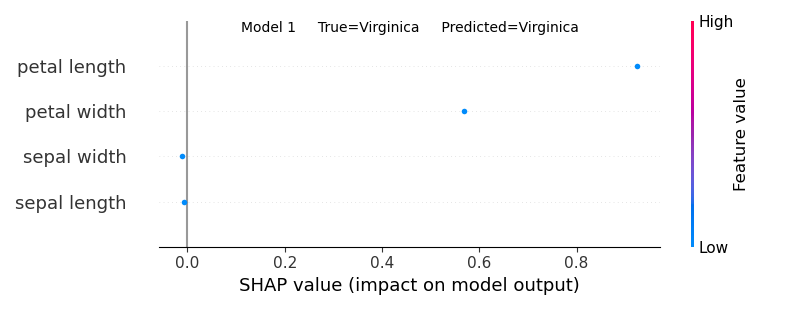 Model 1 True=Virginica Predicted=Virginica
High
petal length
petal width
sepal width
sepal length
Feature value
Low
0.0 0.2 0.4 0.6 0.8
SHAP value (impact on model output)